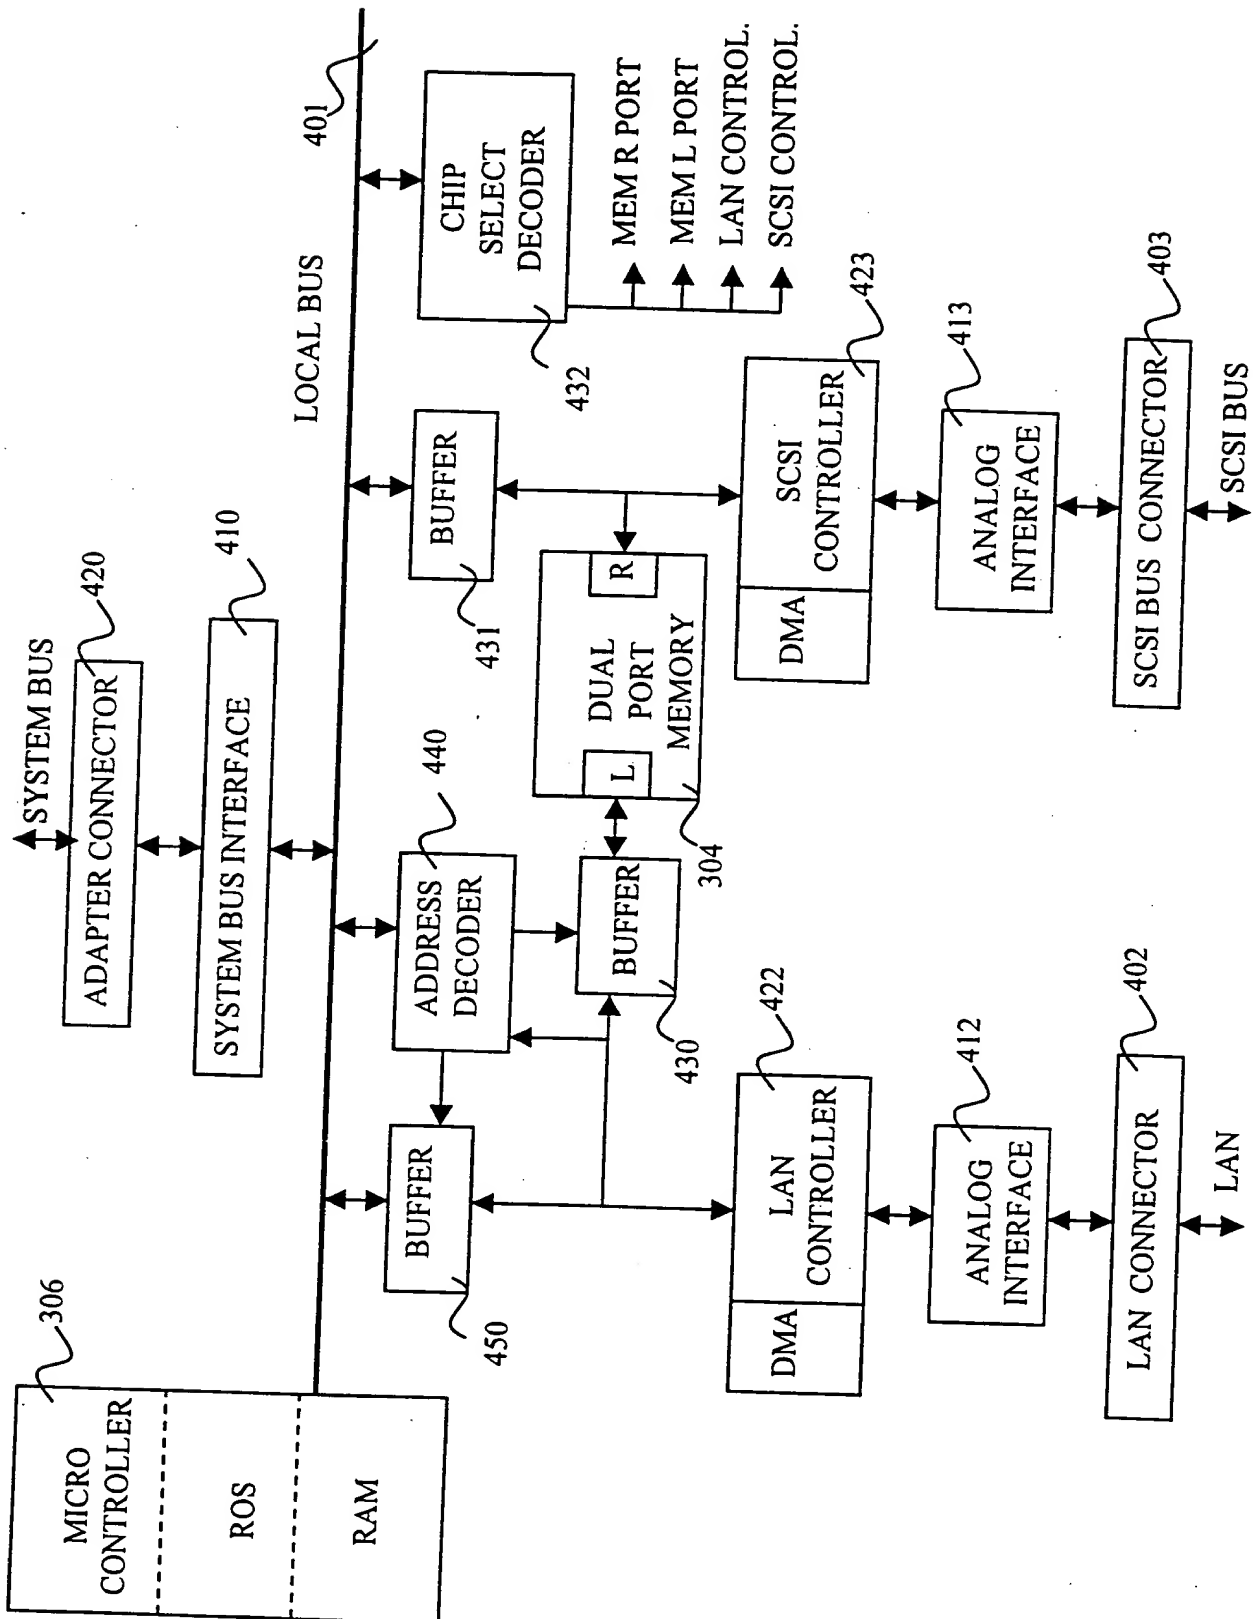 MICRO
CONTROLLER
ROS
RAM
306
SYSTEM BUS
ADAPTER CONNECTOR
420
SYSTEM BUS INTERFACE
410
LOCAL BUS
401
BUFFER
450
ADDRESS
DECODER
440
BUFFER
430
BUFFER
431
CHIP
SELECT
DECODER
432
MEM R PORT
MEM L PORT
LAN CONTROL.
SCSI CONTROL.
L
DUAL
PORT
MEMORY
R
304
DMA
LAN
CONTROLLER
422
DMA
SCSI
CONTROLLER
423
ANALOG
INTERFACE
412
ANALOG
INTERFACE
413
LAN CONNECTOR
402
SCSI BUS CONNECTOR
403
LAN
SCSI BUS